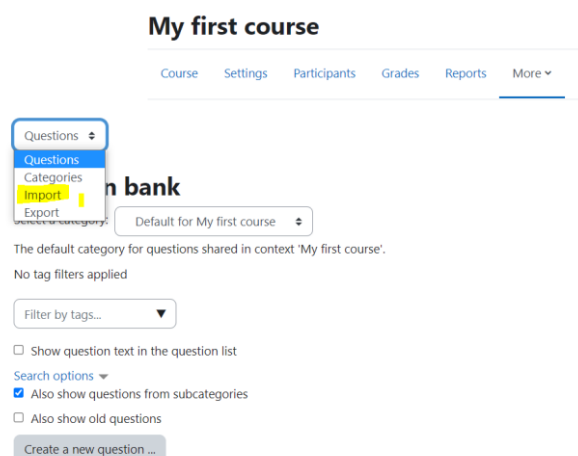 My first course
Course Settings Participants Grades Reports More
Questions
Questions
Categories
Import
Export
n bank
Select a category: Default for My first course
The default category for questions shared in context 'My first course'.
No tag filters applied
Filter by tags...
Show question text in the question list
Search options
Also show questions from subcategories
Also show old questions
Create a new question ...